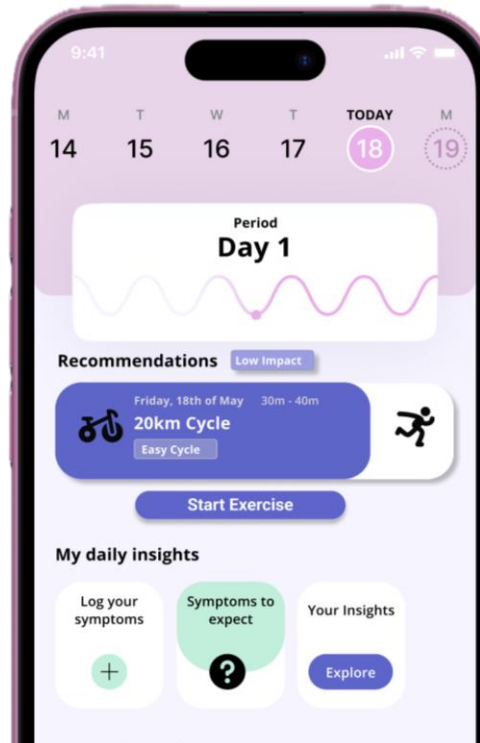 9:41
M T W T TODAY M
14 15 16 17 18 19
Period
Day 1
Recommendations Low Impact
Friday, 18th of May 30m - 40m
20km Cycle
Easy Cycle
Start Exercise
My daily insights
Log your
symptoms
+
Symptoms to
expect
?
Your Insights
Explore